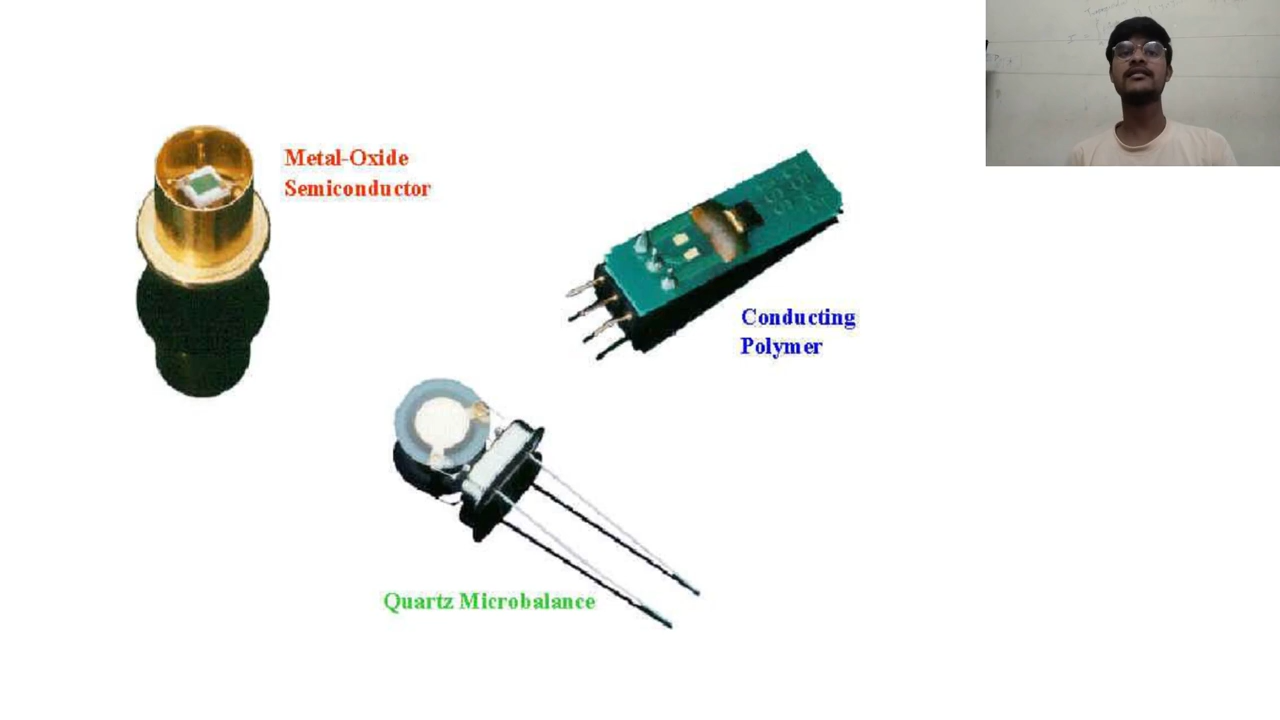 Metal-Oxide
Semiconductor
Conducting
Polymer
Quartz Microbalance